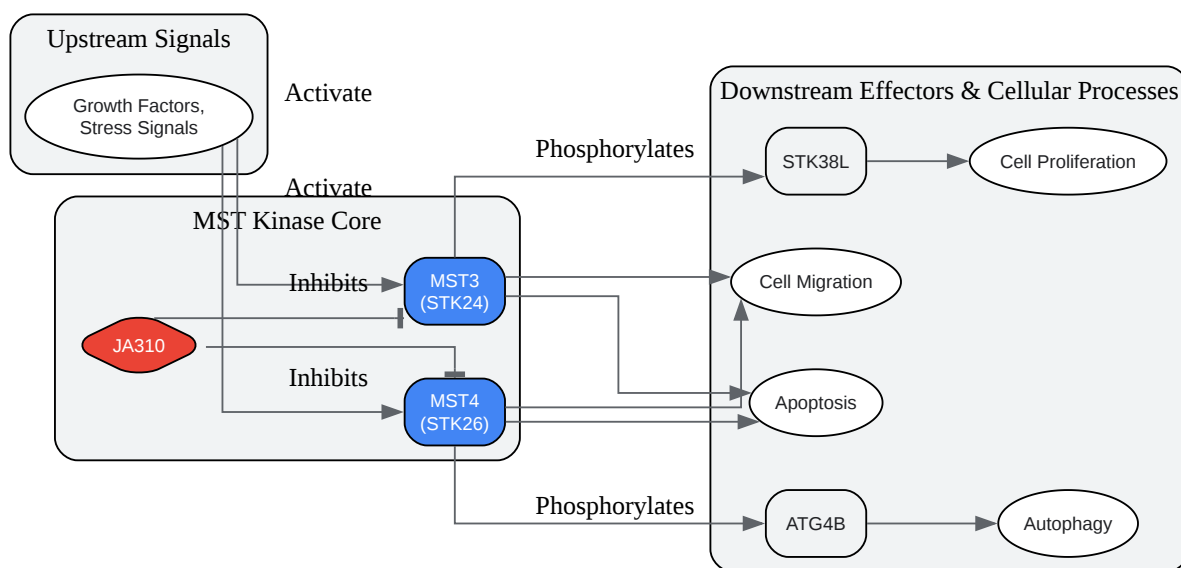 Upstream Signals
Growth Factors,
Stress Signals
Activate
Activate
MST Kinase Core
Inhibits
MST3
(STK24)
JA310
Inhibits
MST4
(STK26)
Phosphorylates
Phosphorylates
Downstream Effectors & Cellular Processes
STK38L
Cell Proliferation
Cell Migration
Apoptosis
ATG4B
Autophagy